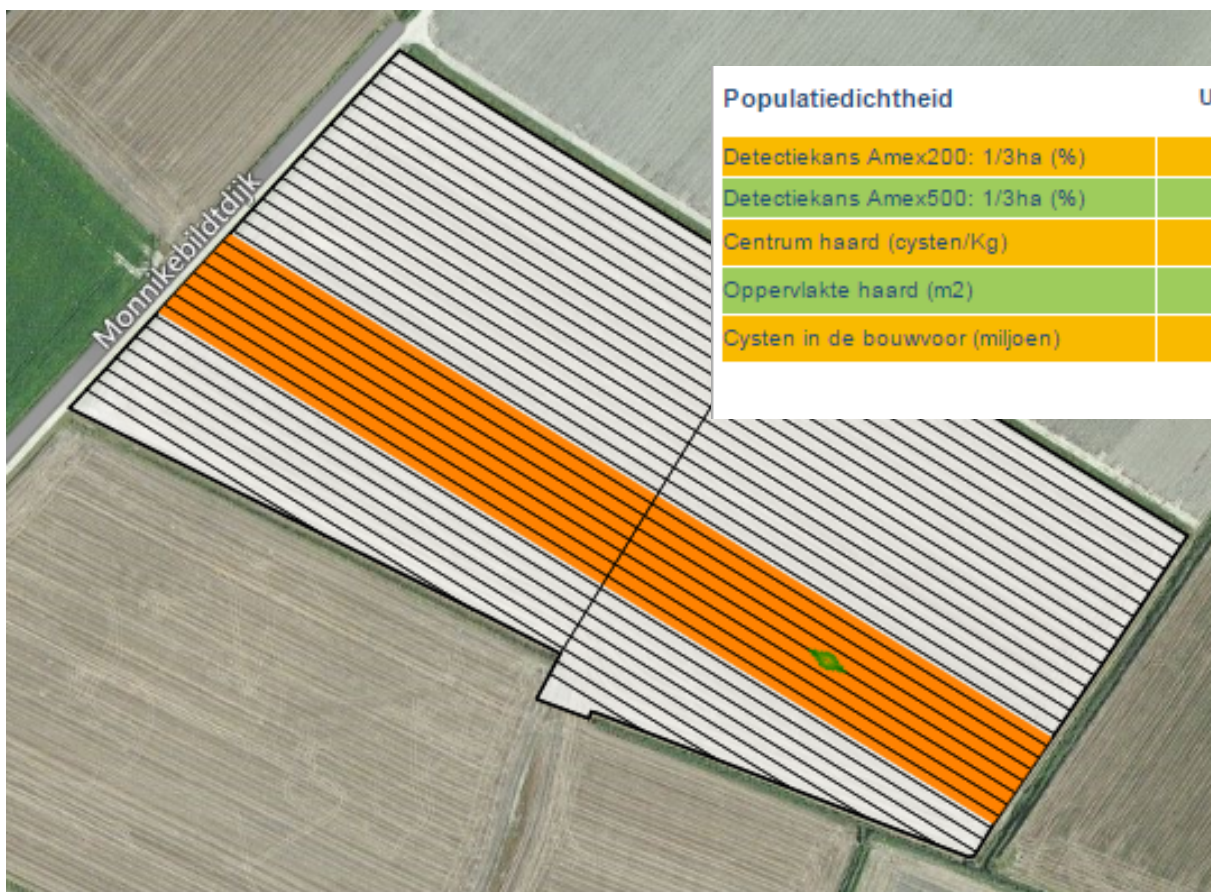 Populatiedichtheid U
Detectiekans Amex200: 1/3ha (%)
Detectiekans Amex500: 1/3ha (%)
Centrum haard (cysten/Kg)
Oppervlakte haard (m2)
Cysten in de bouwvoor (miljoen)
Monnikebildtdijk